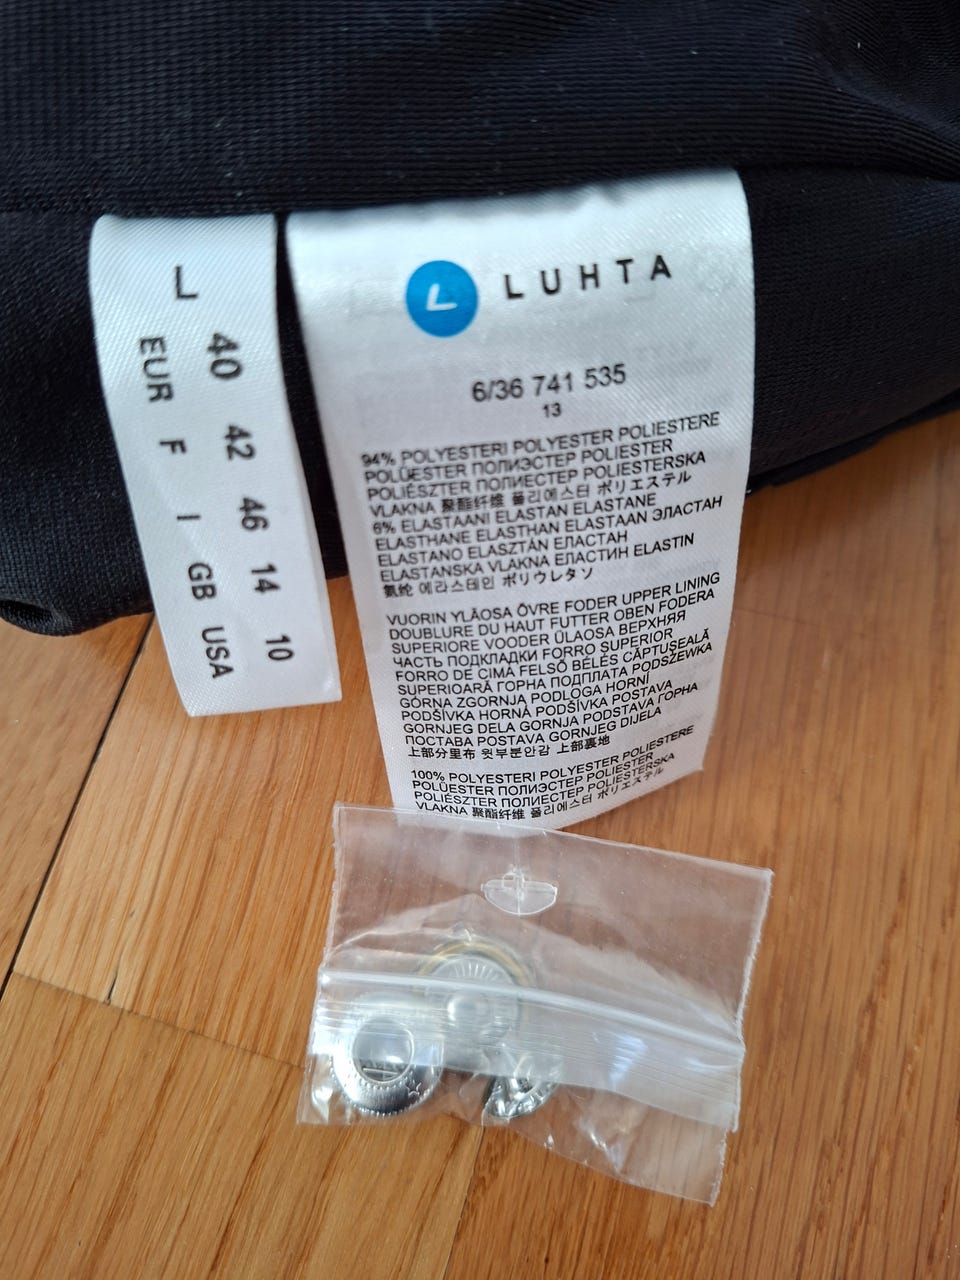 L
40 42 46 14 10
EUR F I GB USA
L LUHTA
6/36 741 535
13
94% POLYESTERI POLYESTER POLIESTERE
POLÜESTER ПОЛИЭСТЕР POLIESTER
POLIÉSZTER ПОЛИЕСТЕР POLIESTERSKA
VLAKNA 聚酯纤维 폴리에스터 ポリエステル
6% ELASTAANI ELASTAN ELASTANE
ELASTHANE ELASTHAN ELASTAAN ЭЛАСТАН
ELASTANO ELASZTÁN ЕЛАСТАН
ELASTANSKA VLAKNA ЕЛАСТИН ELASTIN
氨纶 에라스테인 ポリウレタソ
VUORIN YLÄOSA ÖVRE FODER UPPER LINING
DOUBLURE DU HAUT FUTTER OBEN FODERA
SUPERIORE VOODER ÜLAOSA ВЕРХНЯЯ
ЧАСТЬ ПОДКЛАДКИ FORRO SUPERIOR
FORRO DE CIMA FELSŐ BÉLÉS CĂPTUŞEALĂ
SUPERIOARĂ ГОРНА ПОДПЛАТА PODSZEWKA
GÓRNA ZGORNJA PODLOGA HORNÍ
PODŠÍVKA HORNÁ PODŠÍVKA POSTAVA
GORNJEG DELA GORNJA PODSTAVA ГОРНА
ПОСТАВА POSTAVA GORNJEG DIJELA
上部分里布 윗부분안감 上部裏地
100% POLYESTERI POLYESTER POLIESTERE
POLÜESTER ПОЛИЭСТЕР POLIESTER
POLIÉSZTER ПОЛИЕСТЕР POLIESTERSKA
VLAKNA 聚酯纤维 폴리에스터 ポリエステル